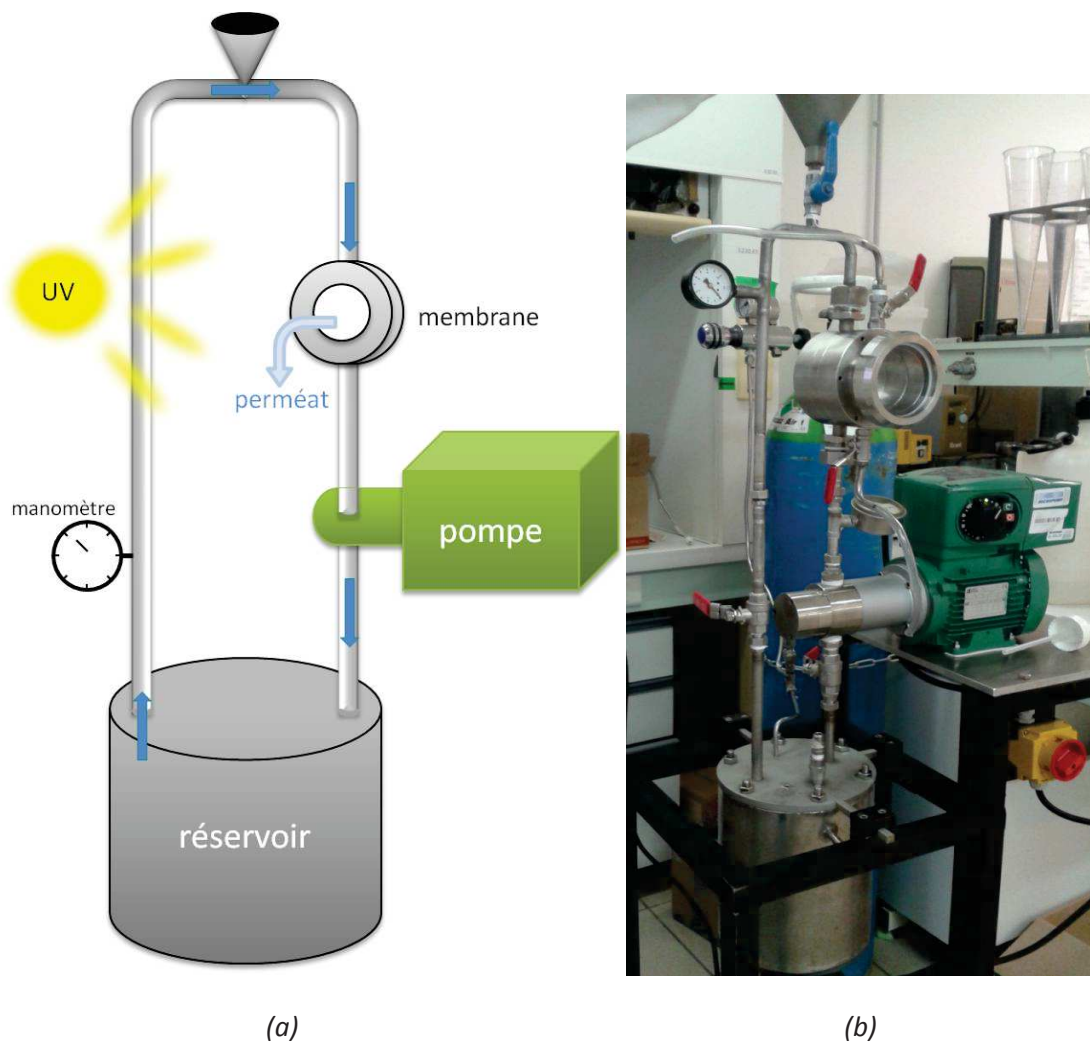 UV
membrane
perméat
manomètre
pompe
réservoir
(a)
(b)